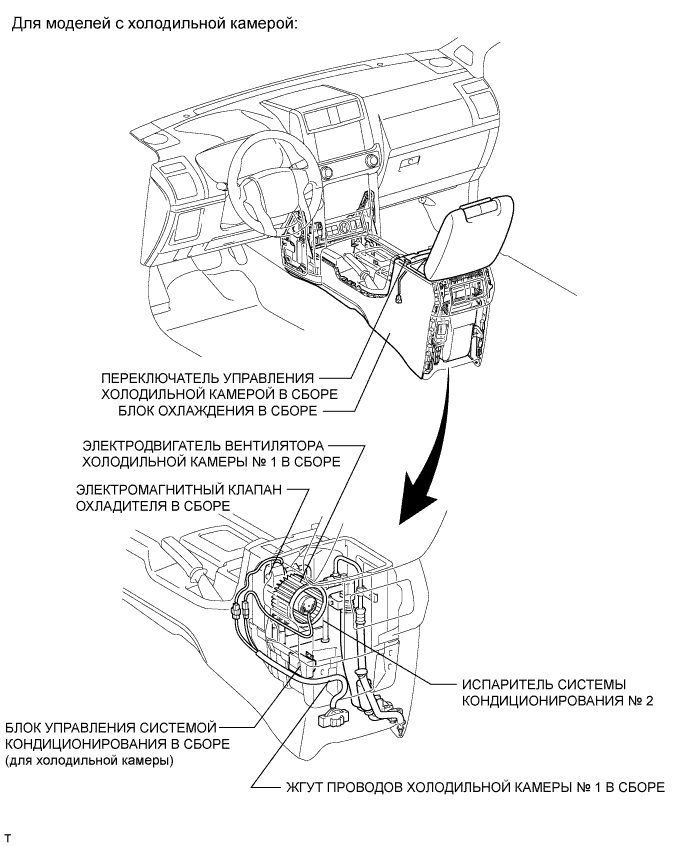 Для моделей с холодильной камерой:
ПЕРЕКЛЮЧАТЕЛЬ УПРАВЛЕНИЯ
ХОЛОДИЛЬНОЙ КАМЕРОЙ В СБОРЕ
БЛОК ОХЛАЖДЕНИЯ В СБОРЕ
ЭЛЕКТРОДВИГАТЕЛЬ ВЕНТИЛЯТОРА
ХОЛОДИЛЬНОЙ КАМЕРЫ № 1 В СБОРЕ
ЭЛЕКТРОМАГНИТНЫЙ КЛАПАН
ОХЛАДИТЕЛЯ В СБОРЕ
ИСПАРИТЕЛЬ СИСТЕМЫ
КОНДИЦИОНИРОВАНИЯ № 2
БЛОК УПРАВЛЕНИЯ СИСТЕМОЙ
КОНДИЦИОНИРОВАНИЯ В СБОРЕ
(для холодильной камеры)
ЖГУТ ПРОВОДОВ ХОЛОДИЛЬНОЙ КАМЕРЫ № 1 В СБОРЕ
T